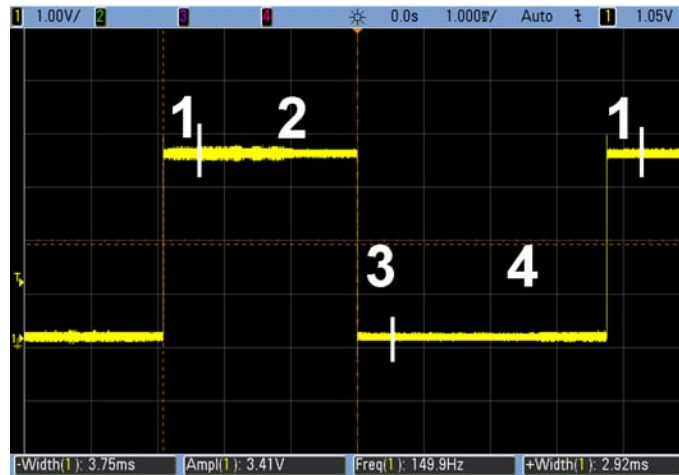 1 1.00V/ 2 3 4 0.0s 1.000ms/ Auto 1 1.05V
1 2 1
T
3 4
1
-Width(1): 3.75ms Ampl(1): 3.41V Freq(1): 149.9Hz +Width(1): 2.92ms